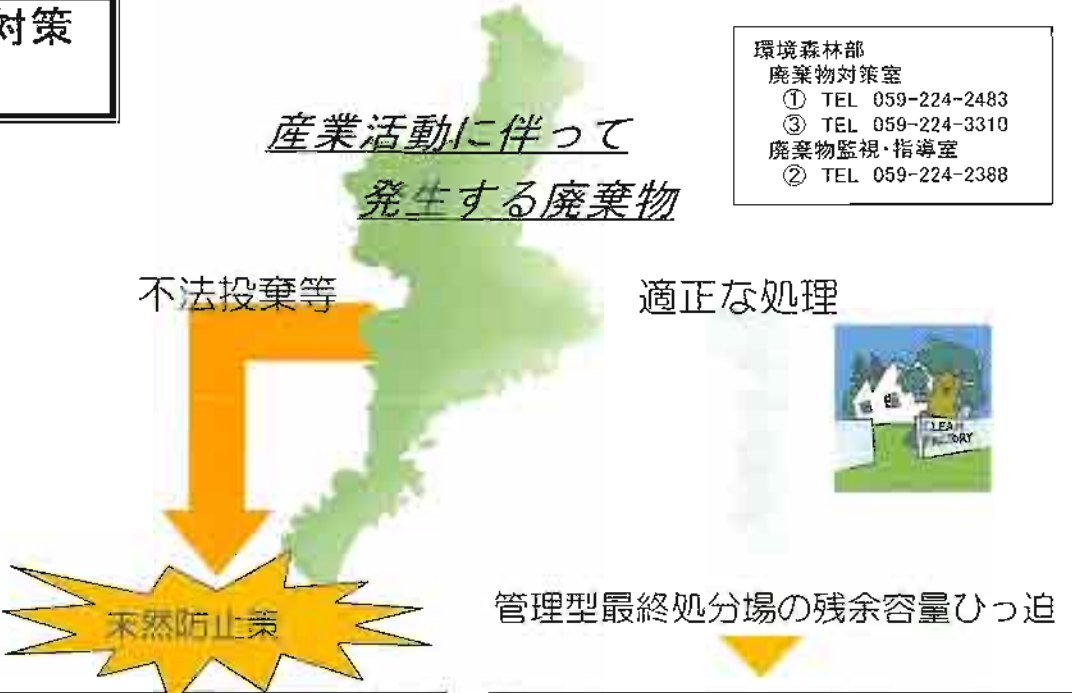 対策
環境森林部
廃棄物対策室
① TEL 059-224-2483
③ TEL 059-224-3310
廃棄物監視・指導室
② TEL 059-224-2388
産業活動に伴って
発生する廃棄物
不法投棄等
適正な処理
CLEAN
FACTORY
未然防止策
管理型最終処分場の残余容量ひっ迫